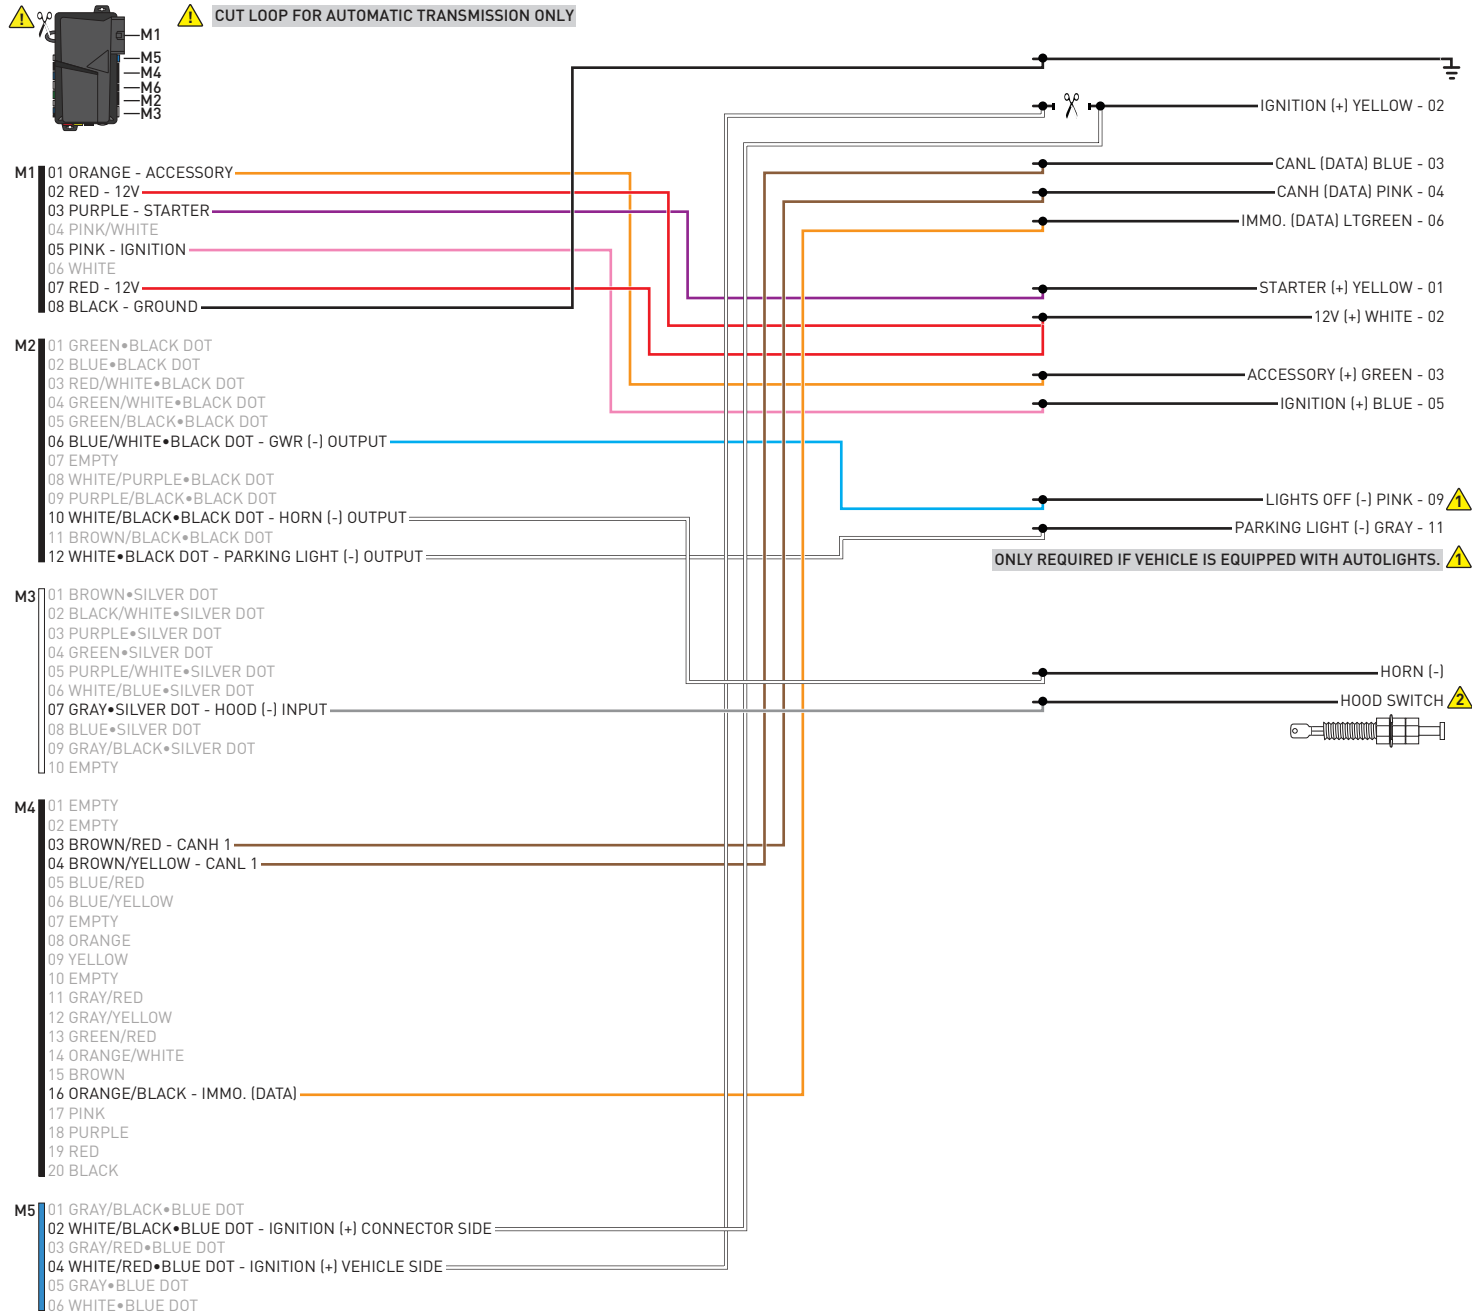 ! ! CUT LOOP FOR AUTOMATIC TRANSMISSION ONLY
M1
M5
M4
M6
M2
M3
M1
01 ORANGE - ACCESSORY
02 RED - 12V
03 PURPLE - STARTER
04 PINK/WHITE
05 PINK - IGNITION
06 WHITE
07 RED - 12V
08 BLACK - GROUND
M2
01 GREEN•BLACK DOT
02 BLUE•BLACK DOT
03 RED/WHITE•BLACK DOT
04 GREEN/WHITE•BLACK DOT
05 GREEN/BLACK•BLACK DOT
06 BLUE/WHITE•BLACK DOT - GWR (-) OUTPUT
07 EMPTY
08 WHITE/PURPLE•BLACK DOT
09 PURPLE/BLACK•BLACK DOT
10 WHITE/BLACK•BLACK DOT - HORN (-) OUTPUT
11 BROWN/BLACK•BLACK DOT
12 WHITE•BLACK DOT - PARKING LIGHT (-) OUTPUT
M3
01 BROWN•SILVER DOT
02 BLACK/WHITE•SILVER DOT
03 PURPLE•SILVER DOT
04 GREEN•SILVER DOT
05 PURPLE/WHITE•SILVER DOT
06 WHITE/BLUE•SILVER DOT
07 GRAY•SILVER DOT - HOOD (-) INPUT
08 BLUE•SILVER DOT
09 GRAY/BLACK•SILVER DOT
10 EMPTY
M4
01 EMPTY
02 EMPTY
03 BROWN/RED - CANH 1
04 BROWN/YELLOW - CANL 1
05 BLUE/RED
06 BLUE/YELLOW
07 EMPTY
08 ORANGE
09 YELLOW
10 EMPTY
11 GRAY/RED
12 GRAY/YELLOW
13 GREEN/RED
14 ORANGE/WHITE
15 BROWN
16 ORANGE/BLACK - IMMO. (DATA)
17 PINK
18 PURPLE
19 RED
20 BLACK
M5
01 GRAY/BLACK•BLUE DOT
02 WHITE/BLACK•BLUE DOT - IGNITION (+) CONNECTOR SIDE
03 GRAY/RED•BLUE DOT
04 WHITE/RED•BLUE DOT - IGNITION (+) VEHICLE SIDE
05 GRAY•BLUE DOT
06 WHITE•BLUE DOT
IGNITION (+) YELLOW - 02
CANL (DATA) BLUE - 03
CANH (DATA) PINK - 04
IMMO. (DATA) LTGREEN - 06
STARTER (+) YELLOW - 01
12V (+) WHITE - 02
ACCESSORY (+) GREEN - 03
IGNITION (+) BLUE - 05
LIGHTS OFF (-) PINK - 09 1
PARKING LIGHT (-) GRAY - 11
ONLY REQUIRED IF VEHICLE IS EQUIPPED WITH AUTOLIGHTS. 1
HORN (-)
HOOD SWITCH 2